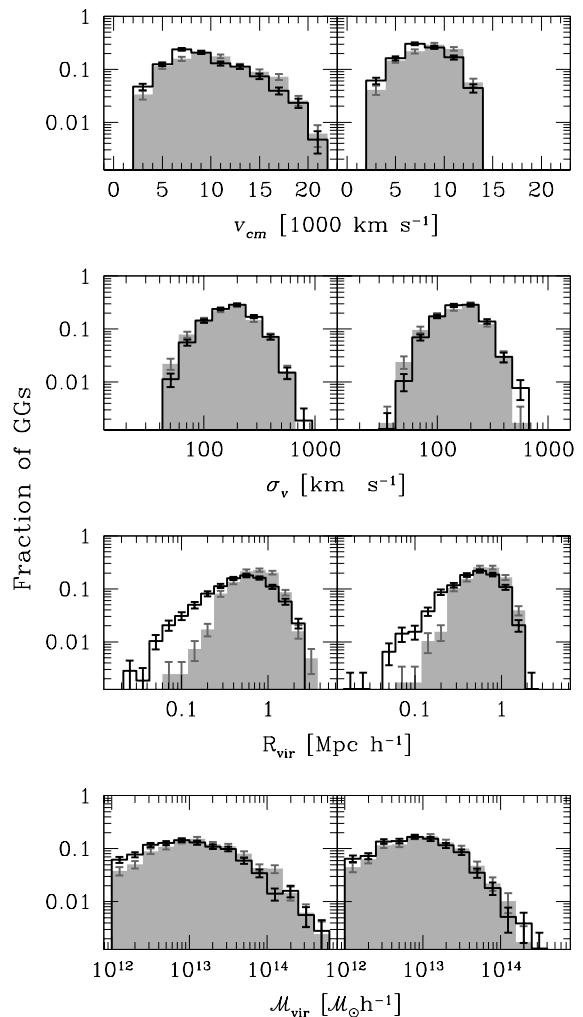 1
0.1
0.01
0 5 10 15 20 0 5 10 15 20
v_cm [1000 km s⁻¹]
1
0.1
0.01
100 1000 100 1000
σ_v [km s⁻¹]
Fraction of GGs
1
0.1
0.01
0.1 1 0.1 1
R_vir [Mpc h⁻¹]
1
0.1
0.01
10¹² 10¹³ 10¹⁴ 10¹² 10¹³ 10¹⁴
ℳ_vir [ℳ_⊙h⁻¹]